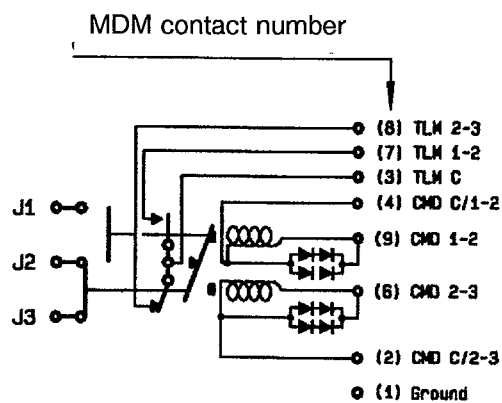 MDM contact number
(8) TLM 2-3
(7) TLM 1-2
(3) TLM C
(4) CMD C/1-2
J1
(9) CMD 1-2
J2
(6) CMD 2-3
J3
(2) CMD C/2-3
(1) Ground